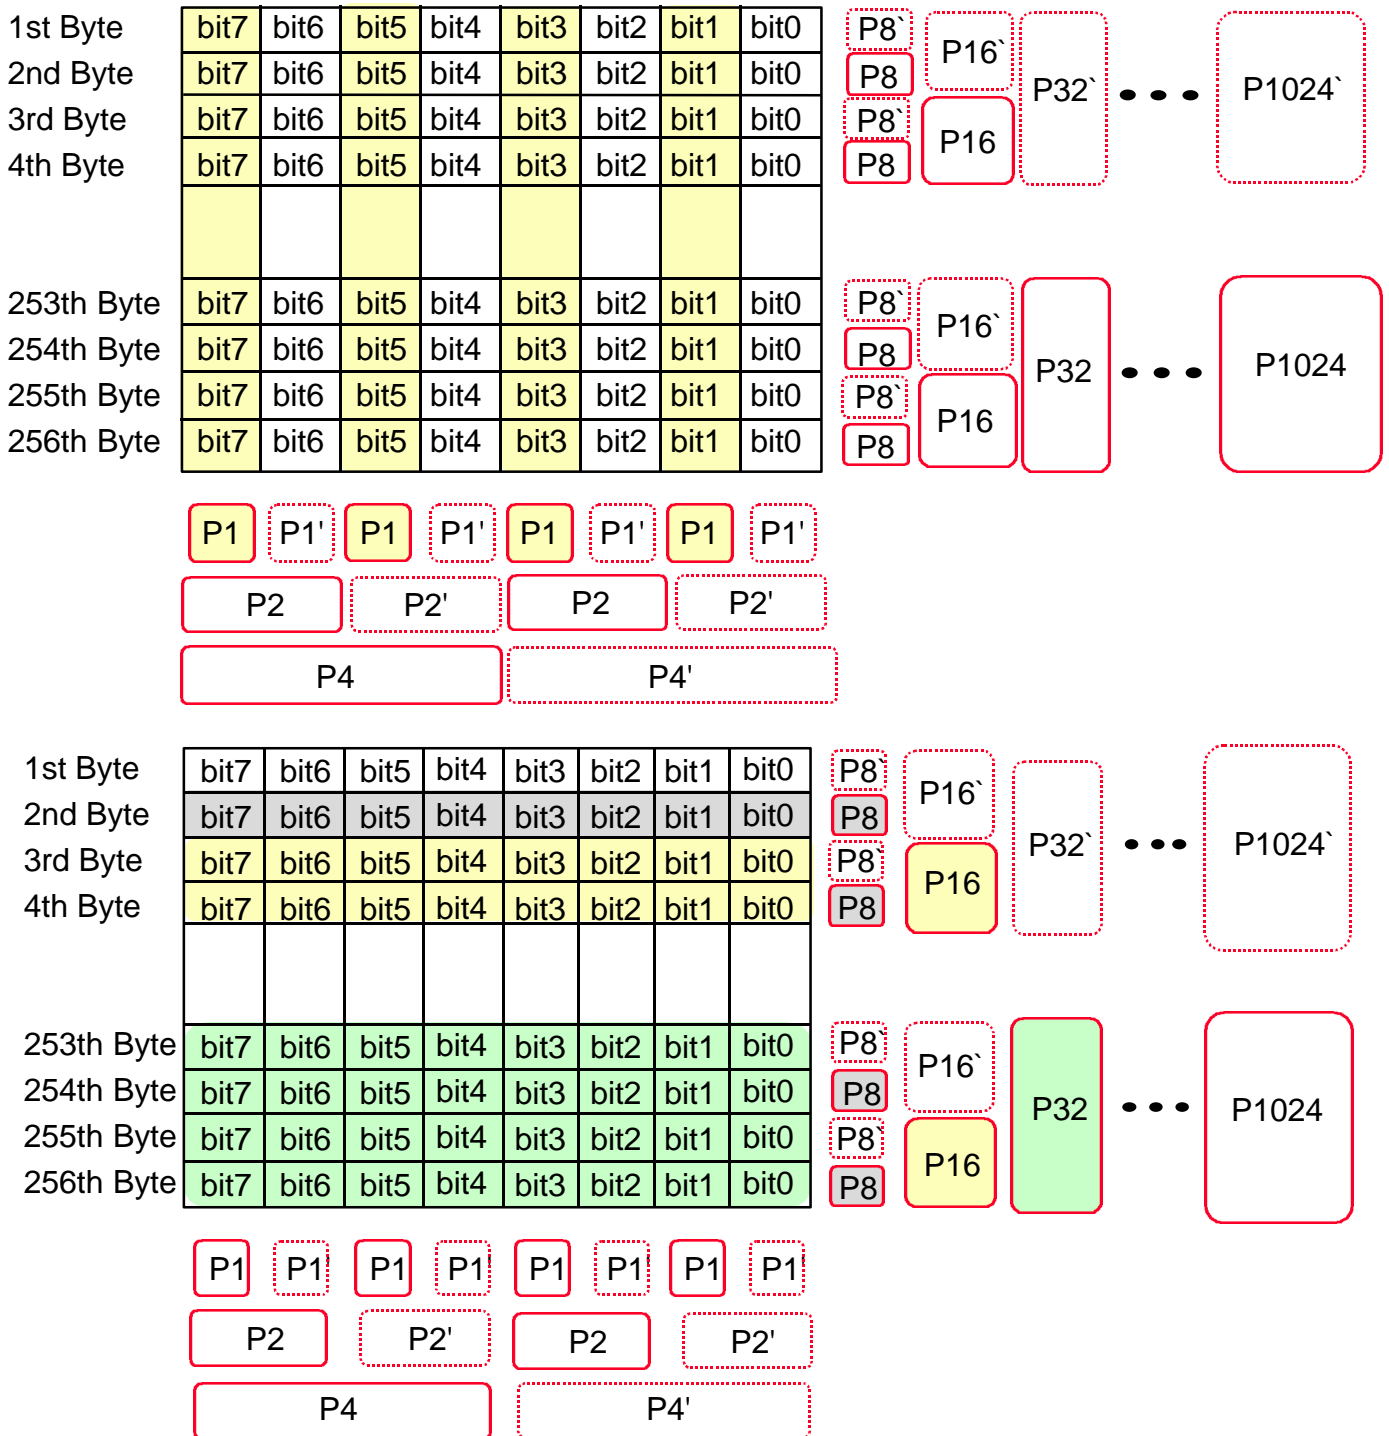 1st Byte bit7 bit6 bit5 bit4 bit3 bit2 bit1 bit0 P8` P16` P32` P1024`
2nd Byte bit7 bit6 bit5 bit4 bit3 bit2 bit1 bit0 P8
3rd Byte bit7 bit6 bit5 bit4 bit3 bit2 bit1 bit0 P8` P16
4th Byte bit7 bit6 bit5 bit4 bit3 bit2 bit1 bit0 P8
253th Byte bit7 bit6 bit5 bit4 bit3 bit2 bit1 bit0 P8` P16` P32 P1024
254th Byte bit7 bit6 bit5 bit4 bit3 bit2 bit1 bit0 P8
255th Byte bit7 bit6 bit5 bit4 bit3 bit2 bit1 bit0 P8` P16
256th Byte bit7 bit6 bit5 bit4 bit3 bit2 bit1 bit0 P8
P1 P1' P1 P1' P1 P1' P1 P1'
P2 P2' P2 P2'
P4 P4'
1st Byte bit7 bit6 bit5 bit4 bit3 bit2 bit1 bit0 P8` P16` P32` P1024`
2nd Byte bit7 bit6 bit5 bit4 bit3 bit2 bit1 bit0 P8
3rd Byte bit7 bit6 bit5 bit4 bit3 bit2 bit1 bit0 P8` P16
4th Byte bit7 bit6 bit5 bit4 bit3 bit2 bit1 bit0 P8
253th Byte bit7 bit6 bit5 bit4 bit3 bit2 bit1 bit0 P8` P16` P32 P1024
254th Byte bit7 bit6 bit5 bit4 bit3 bit2 bit1 bit0 P8
255th Byte bit7 bit6 bit5 bit4 bit3 bit2 bit1 bit0 P8` P16
256th Byte bit7 bit6 bit5 bit4 bit3 bit2 bit1 bit0 P8
P1 P1' P1 P1' P1 P1' P1 P1'
P2 P2' P2 P2'
P4 P4'